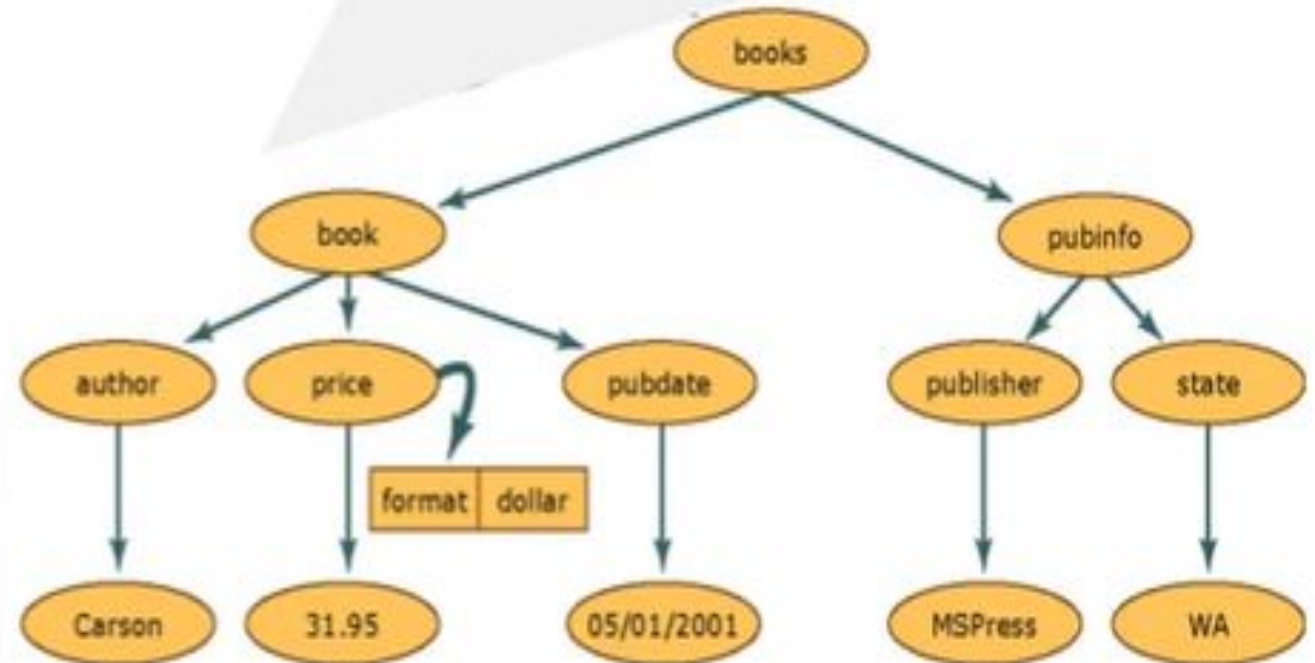 books
book
pubinfo
author
price
pubdate
publisher
state
format dollar
Carson
31.95
05/01/2001
MSPress
WA